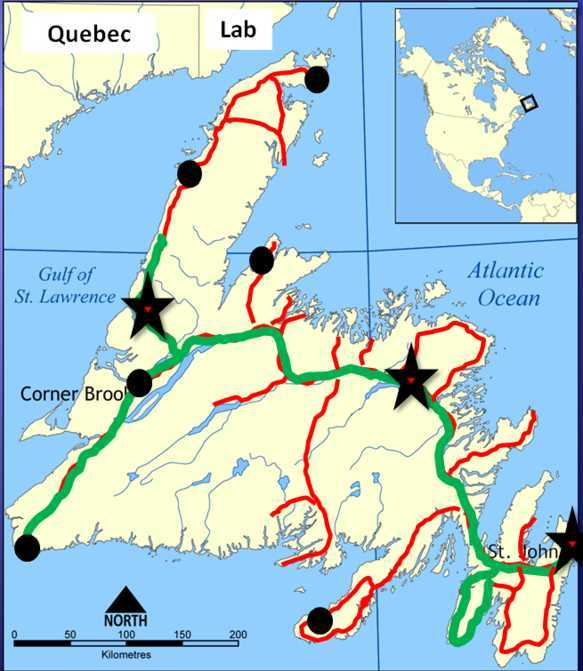 Quebec
Lab
Gulf of
St. Lawrence
Atlantic
Ocean
Corner Broo
St. John
NORTH
0 50 100 150 200
Kilometres